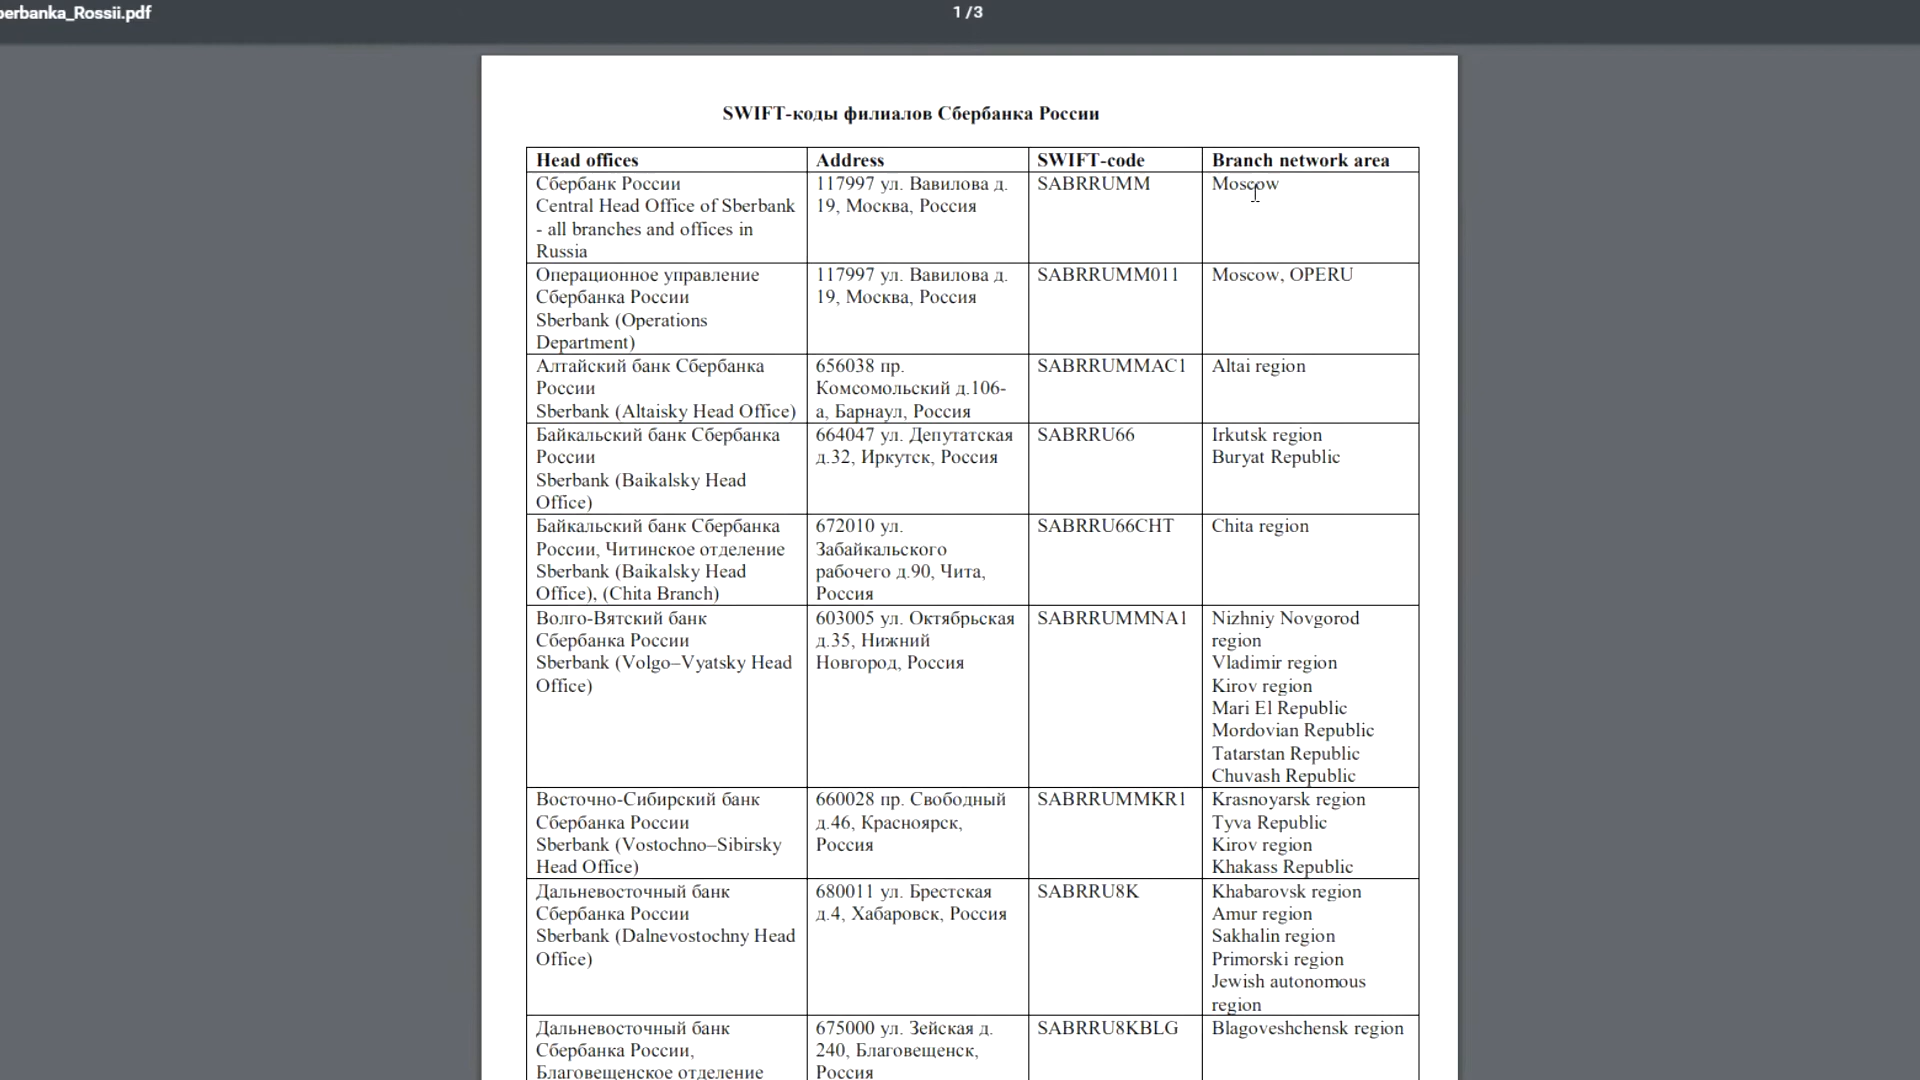 perbanka_Rossii.pdf
1 /3
SWIFT-коды филиалов Сбербанка России
Head offices
Address
SWIFT-code
Branch network area
Сбербанк России
Central Head Office of Sberbank
- all branches and offices in
Russia
117997 ул. Вавилова д.
19, Москва, Россия
SABRRUMM
Moscow
Операционное управление
Сбербанка России
Sberbank (Operations
Department)
117997 ул. Вавилова д.
19, Москва, Россия
SABRRUMM011
Moscow, OPERU
Алтайский банк Сбербанка
России
Sberbank (Altaisky Head Office)
656038 пр.
Комсомольский д.106-
а, Барнаул, Россия
SABRRUMMAC1
Altai region
Байкальский банк Сбербанка
России
Sberbank (Baikalsky Head
Office)
664047 ул. Депутатская
д.32, Иркутск, Россия
SABRRU66
Irkutsk region
Buryat Republic
Байкальский банк Сбербанка
России, Читинское отделение
Sberbank (Baikalsky Head
Office), (Chita Branch)
672010 ул.
Забайкальского
рабочего д.90, Чита,
Россия
SABRRU66CHT
Chita region
Волго-Вятский банк
Сбербанка России
Sberbank (Volgo–Vyatsky Head
Office)
603005 ул. Октябрьская
д.35, Нижний
Новгород, Россия
SABRRUMMNA1
Nizhniy Novgorod
region
Vladimir region
Kirov region
Mari El Republic
Mordovian Republic
Tatarstan Republic
Chuvash Republic
Восточно-Сибирский банк
Сбербанка России
Sberbank (Vostochno–Sibirsky
Head Office)
660028 пр. Свободный
д.46, Красноярск,
Россия
SABRRUMMKR1
Krasnoyarsk region
Tyva Republic
Kirov region
Khakass Republic
Дальневосточный банк
Сбербанка России
Sberbank (Dalnevostochny Head
Office)
680011 ул. Брестская
д.4, Хабаровск, Россия
SABRRU8K
Khabarovsk region
Amur region
Sakhalin region
Primorski region
Jewish autonomous
region
Дальневосточный банк
Сбербанка России,
Благовещенское отделение
675000 ул. Зейская д.
240, Благовещенск,
Россия
SABRRU8KBLG
Blagoveshchensk region